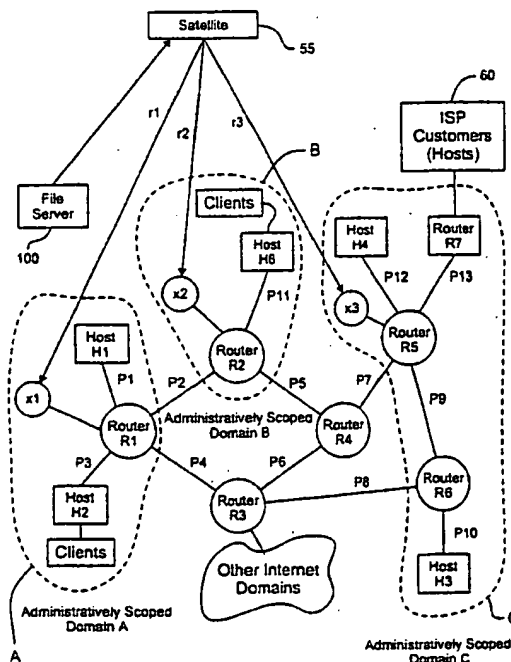 Satellite
55
60
r1
r2
r3
B
ISP
Customers
(Hosts)
File
Server
100
Clients
Host
H6
Host
H4
Router
R7
P12
P13
x2
P11
x3
Router
R5
Host
H1
Router
R2
P1
P2
P5
P7
x1
Administratively Scoped
Domain B
Router
R1
Router
R4
P9
P3
P4
P6
P8
Router
R6
Host
H2
Router
R3
Clients
P10
Other Internet
Domains
Host
H3
Administratively Scoped
Domain A
A
Administratively Scoped
Domain C